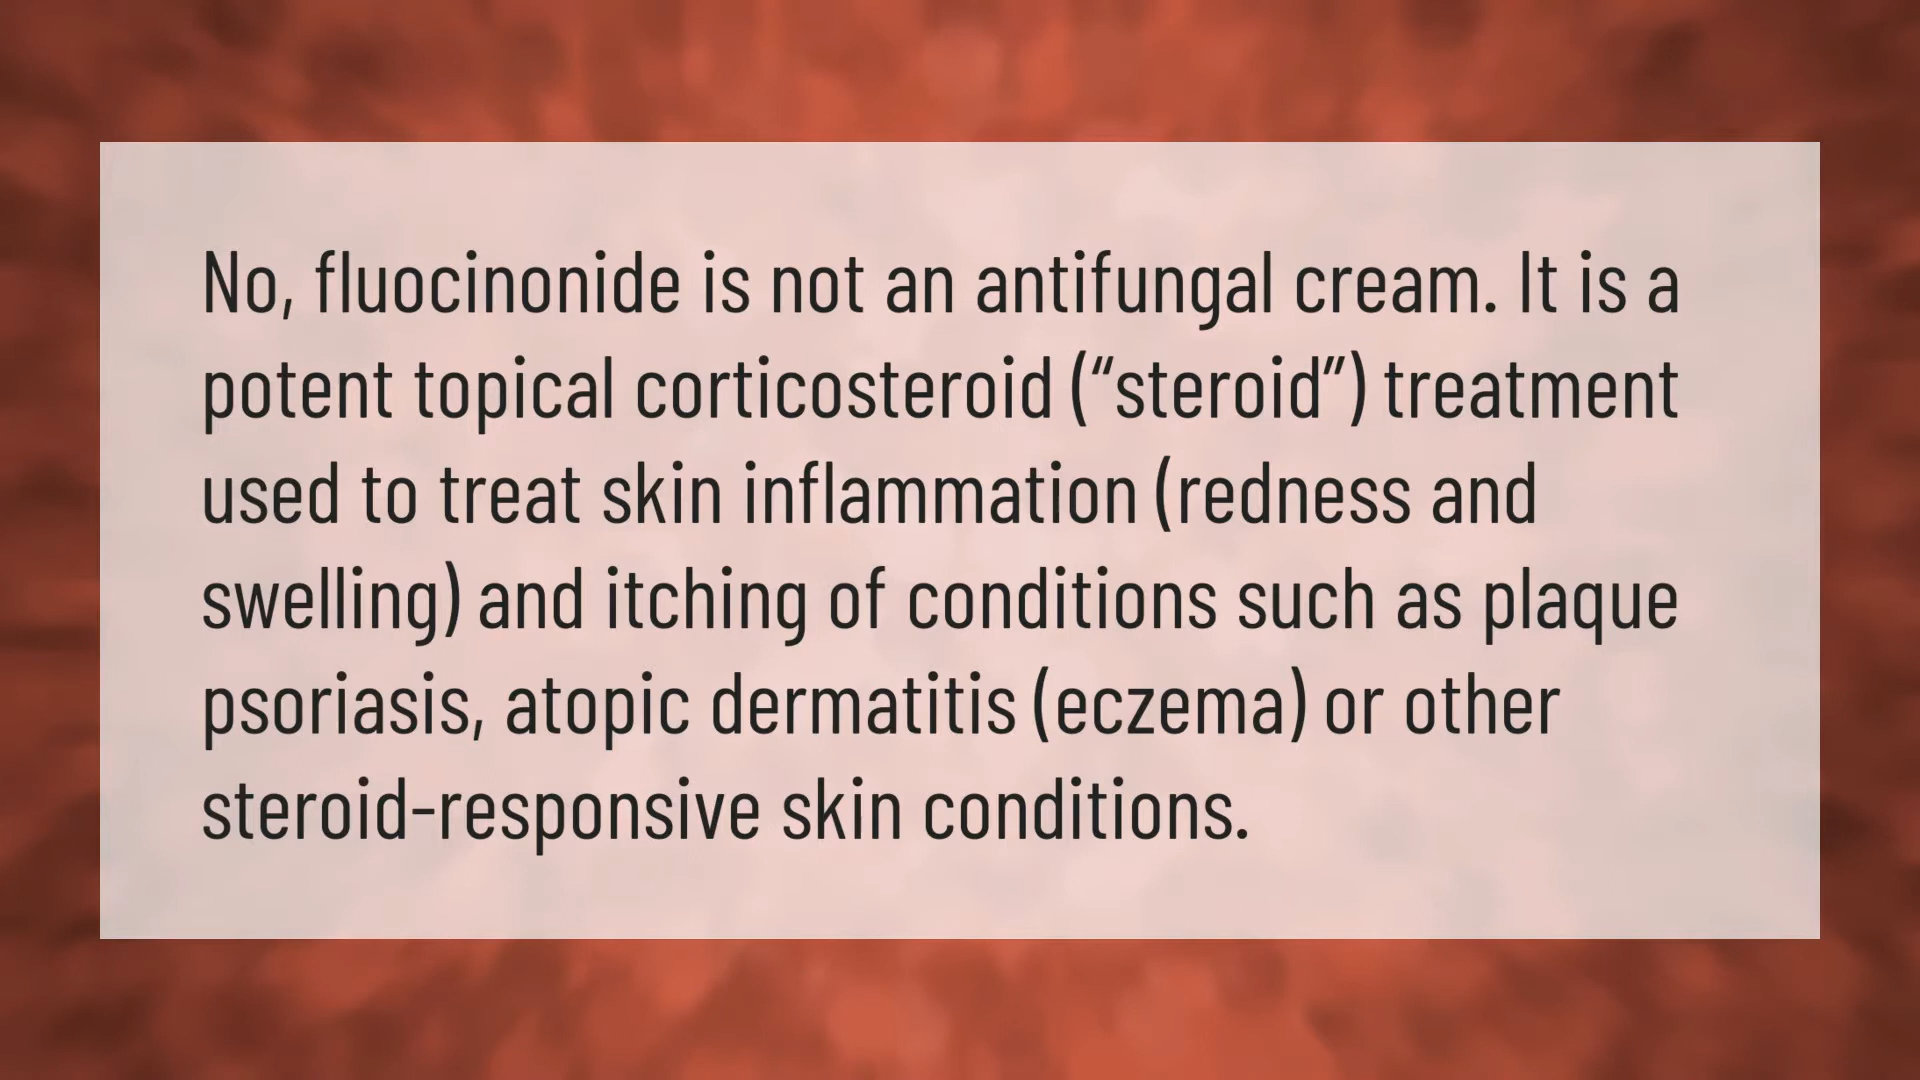 No, fluocinonide is not an antifungal cream. It is a
potent topical corticosteroid (“steroid”) treatment
used to treat skin inflammation (redness and
swelling) and itching of conditions such as plaque
psoriasis, atopic dermatitis (eczema) or other
steroid-responsive skin conditions.